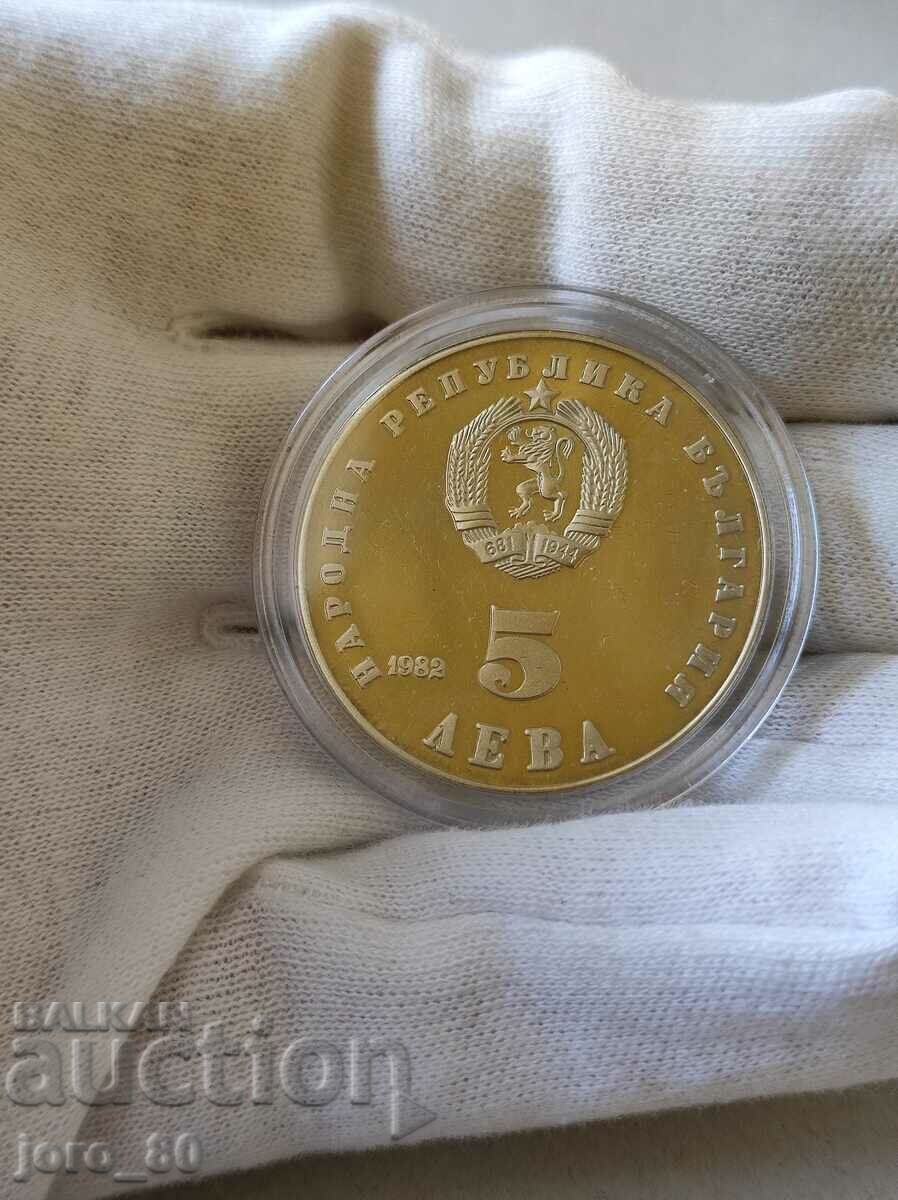 НАРОДНА РЕПУБЛИКА БЪЛГАРИЯ
681 1944
1982
5
ЛЕВА
BALKAN
auction
joro_80